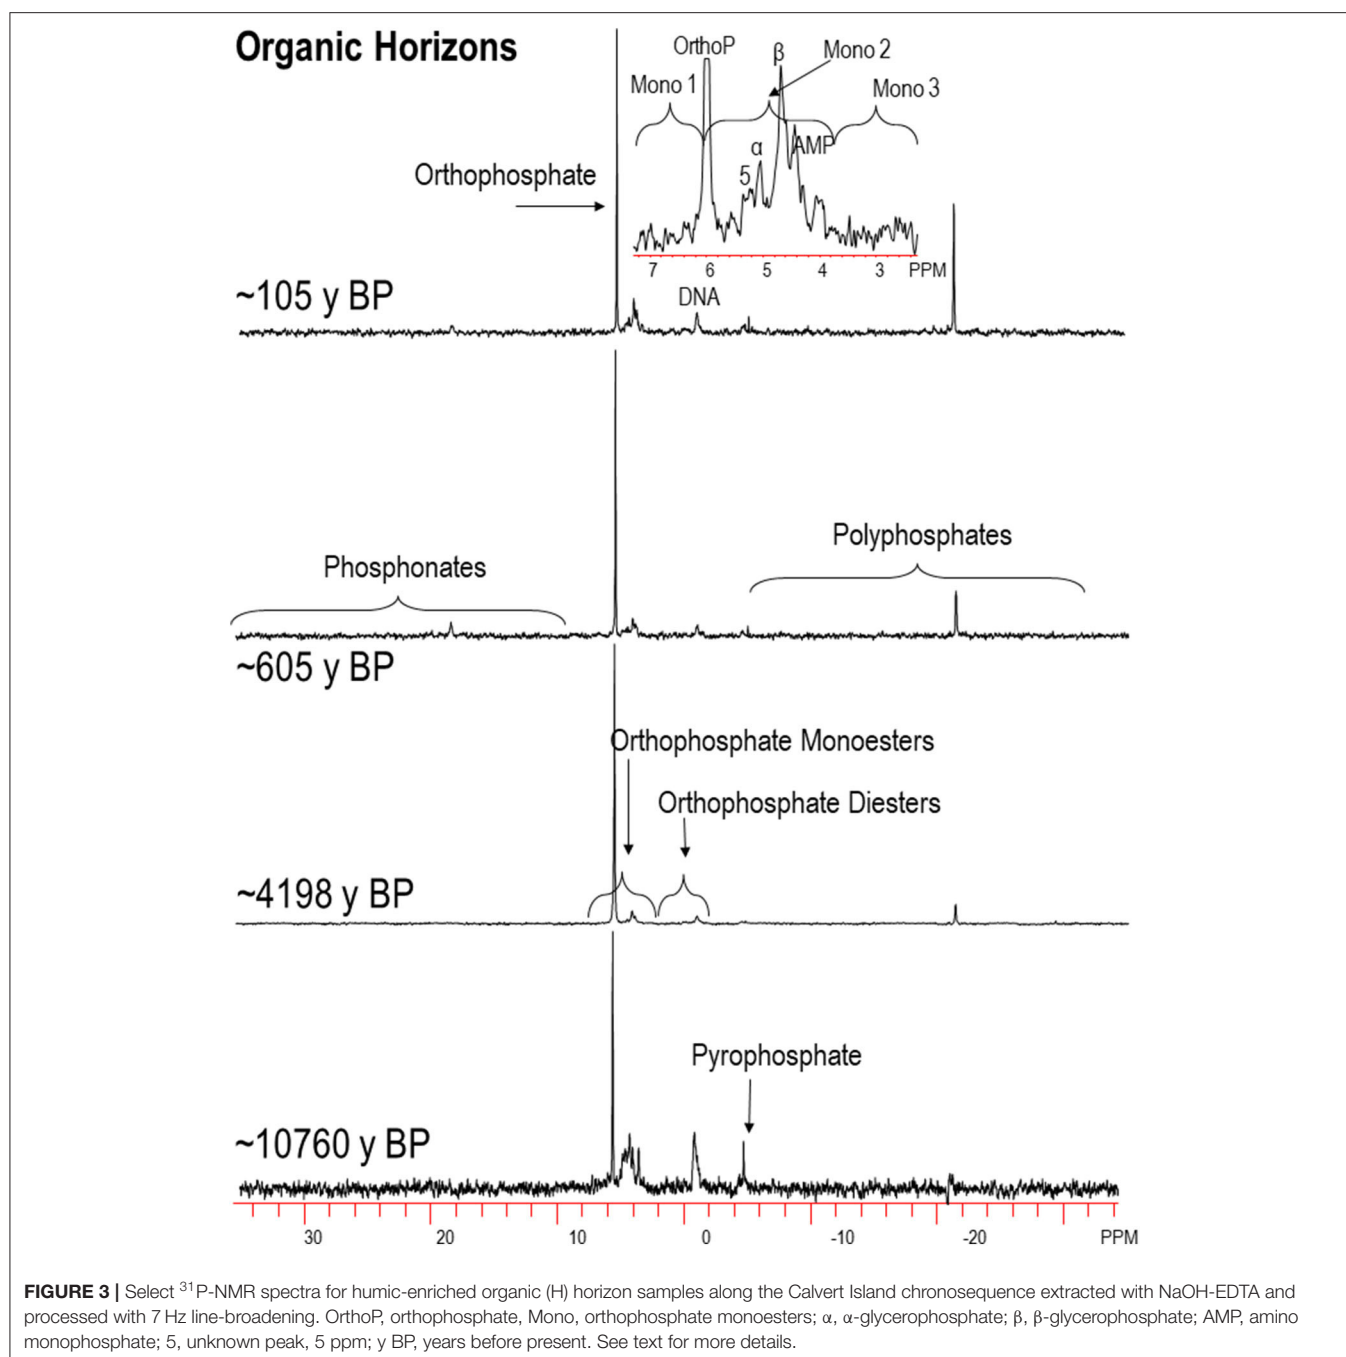 Organic Horizons
OrthoP
β
Mono 2
Mono 1
Mono 3
α
AMP
5
Orthophosphate
7 6 5 4 3 PPM
~105 y BP
DNA
Polyphosphates
Phosphonates
~605 y BP
Orthophosphate Monoesters
Orthophosphate Diesters
~4198 y BP
Pyrophosphate
~10760 y BP
30 20 10 0 -10 -20 PPM
FIGURE 3 | Select ³¹P-NMR spectra for humic-enriched organic (H) horizon samples along the Calvert Island chronosequence extracted with NaOH-EDTA and
processed with 7 Hz line-broadening. OrthoP, orthophosphate, Mono, orthophosphate monoesters; α, α-glycerophosphate; β, β-glycerophosphate; AMP, amino
monophosphate; 5, unknown peak, 5 ppm; y BP, years before present. See text for more details.